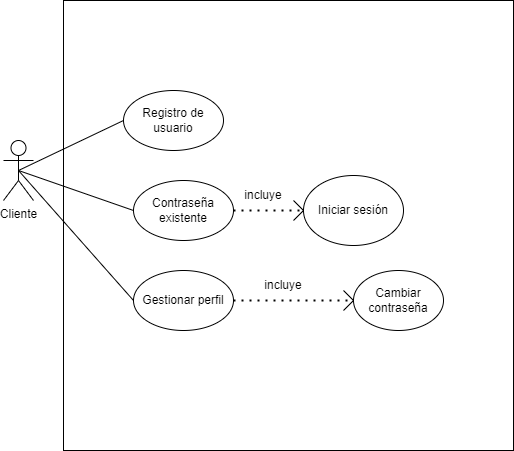 Registro de
usuario
Cliente
Contraseña
existente
incluye
Iniciar sesión
Gestionar perfil
incluye
Cambiar
contraseña